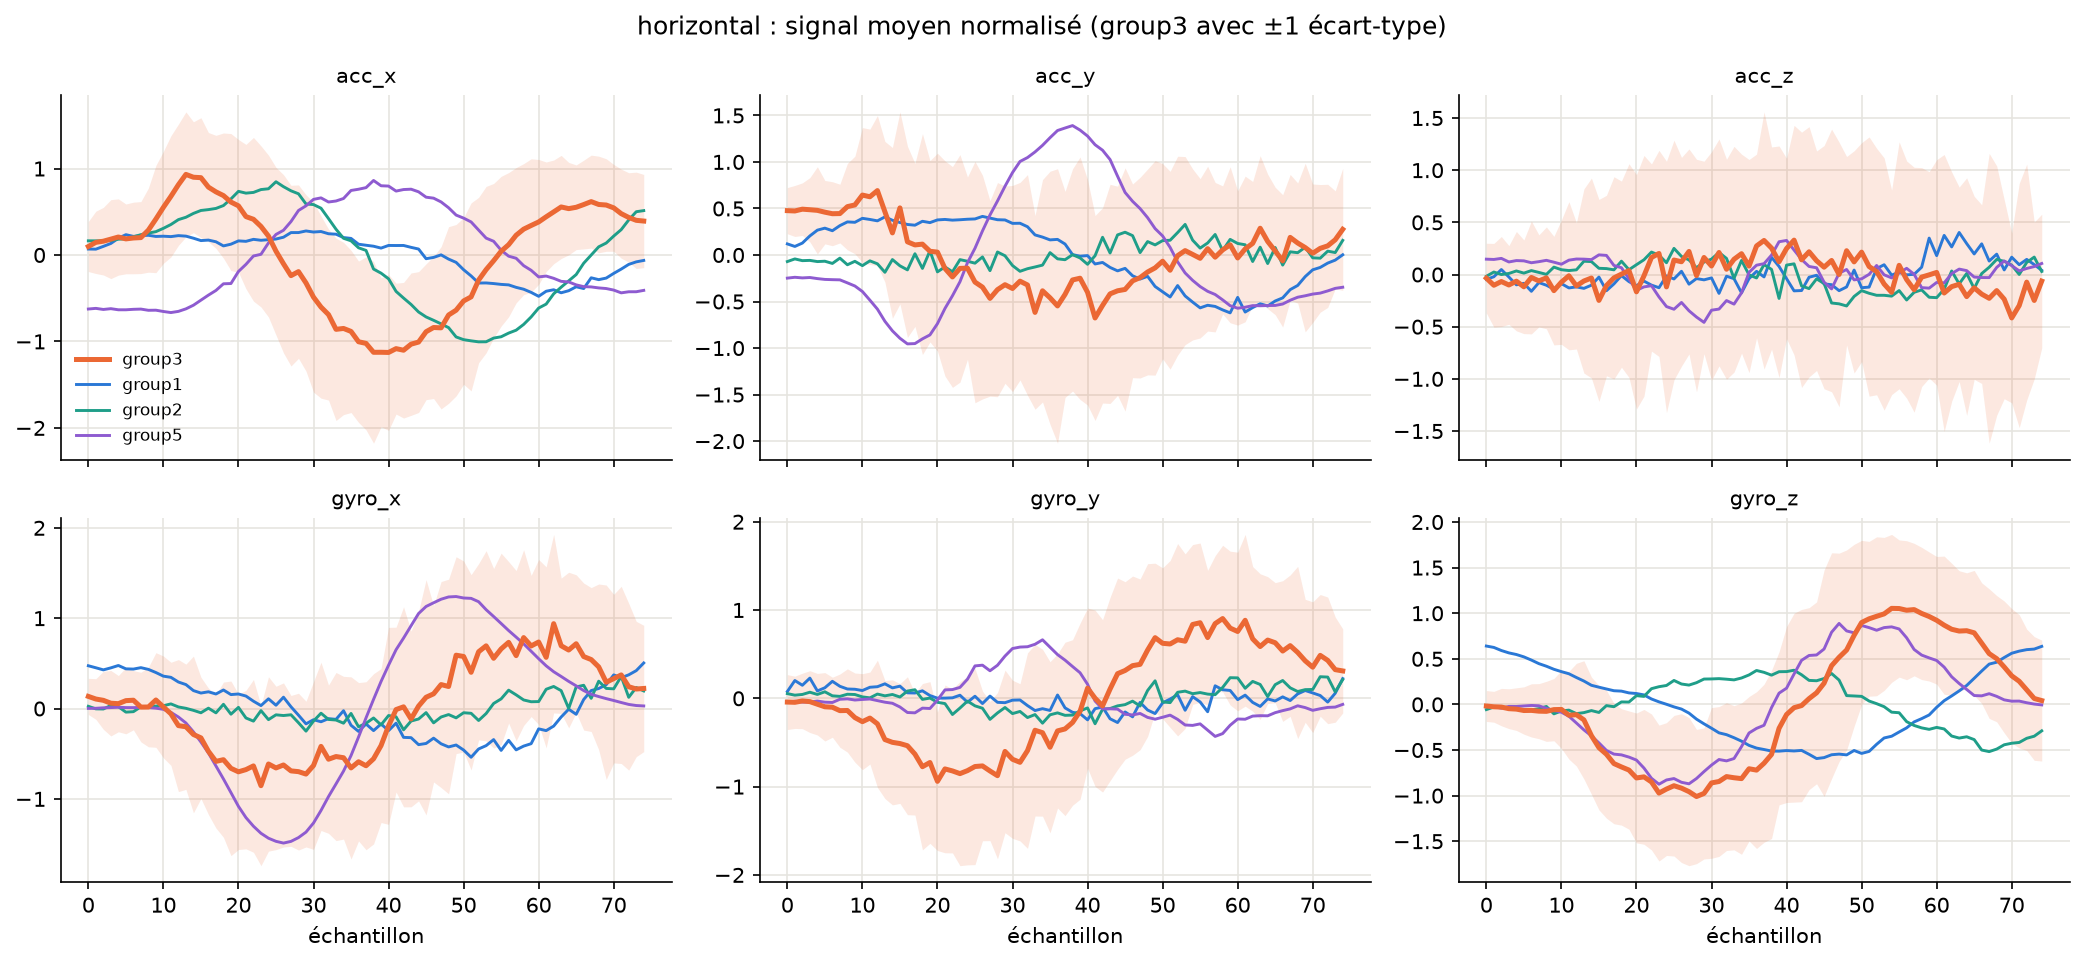 horizontal : signal moyen normalisé (group3 avec ±1 écart-type)
acc_x
acc_y
acc_z
1
0
−1
−2
group3
group1
group2
group5
1.5
1.0
0.5
0.0
−0.5
−1.0
−1.5
−2.0
1.5
1.0
0.5
0.0
−0.5
−1.0
−1.5
gyro_x
gyro_y
gyro_z
2
1
0
−1
2
1
0
−1
−2
2.0
1.5
1.0
0.5
0.0
−0.5
−1.0
−1.5
0 10 20 30 40 50 60 70
0 10 20 30 40 50 60 70
0 10 20 30 40 50 60 70
échantillon
échantillon
échantillon